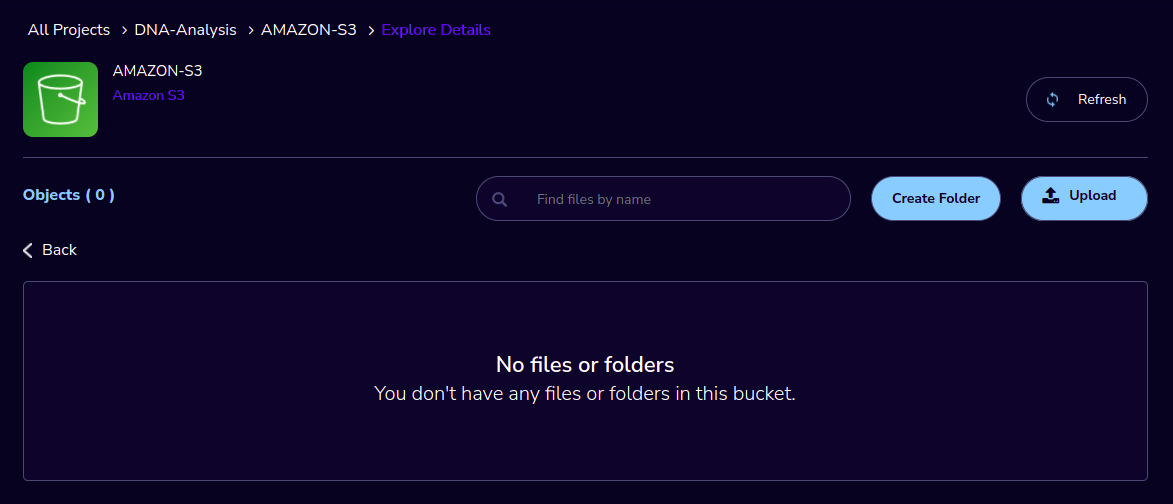 All Projects > DNA-Analysis > AMAZON-S3 > Explore Details
AMAZON-S3
Amazon S3
Refresh
Objects ( 0 )
Find files by name
Create Folder
Upload
Back
No files or folders
You don't have any files or folders in this bucket.